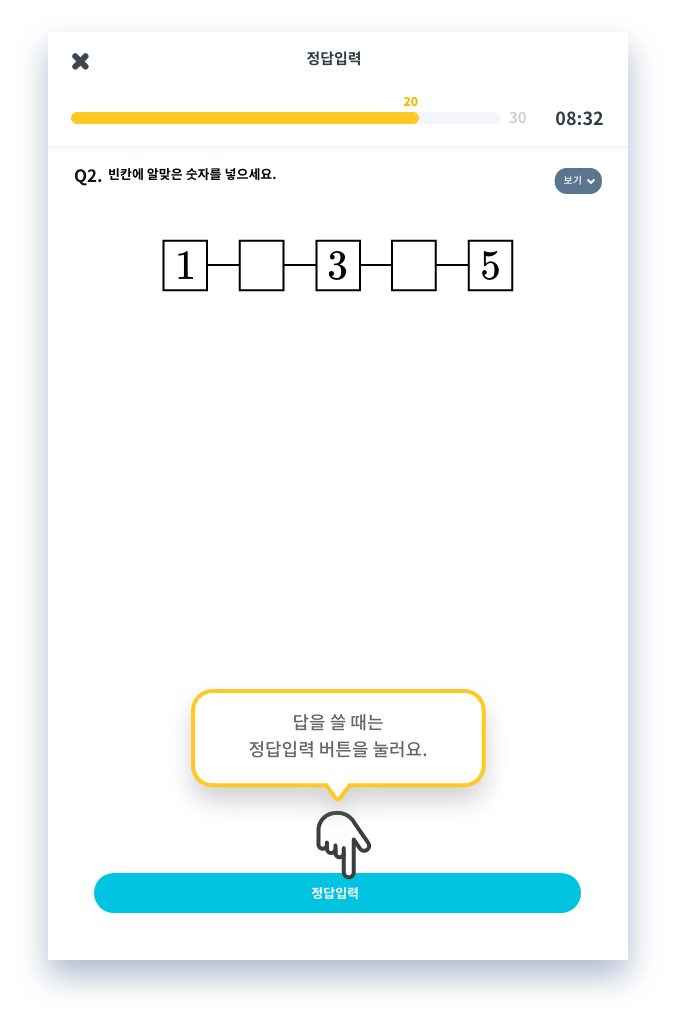 정답입력
20
30
08:32
Q2. 빈칸에 알맞은 숫자를 넣으세요.
보기
1 3 5
답을 쓸 때는
정답입력 버튼을 눌러요.
정답입력